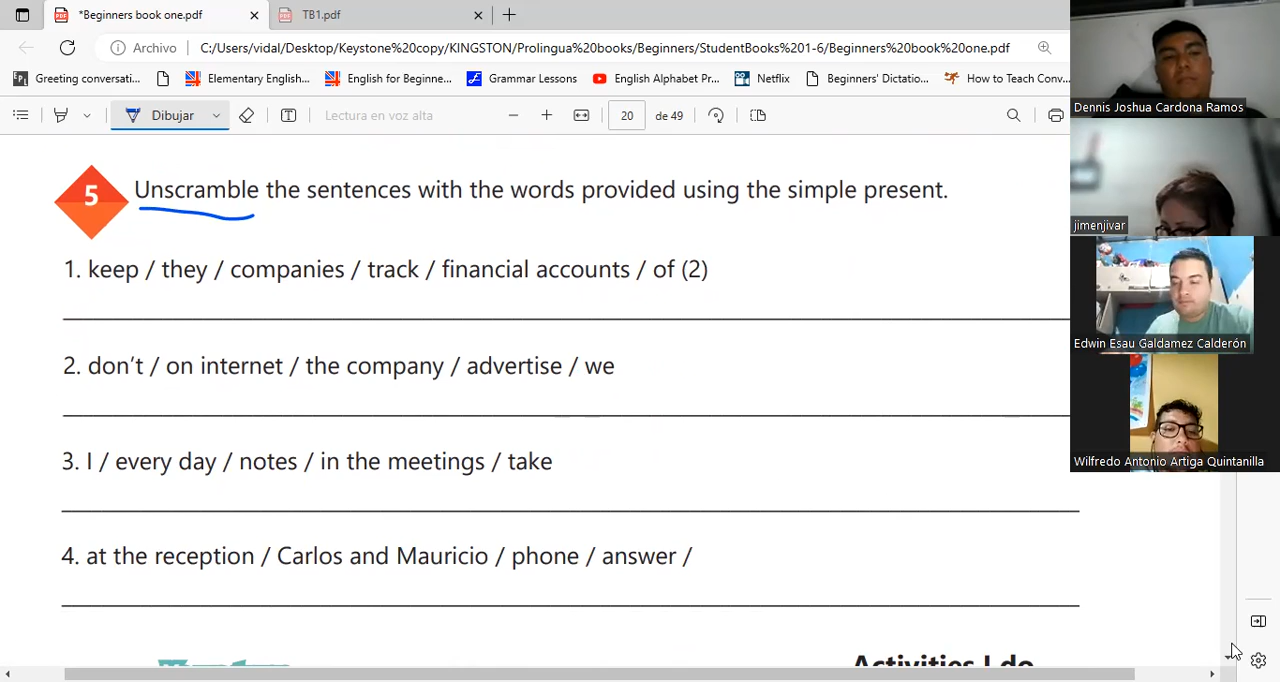 *Beginners book one.pdf
TB1.pdf
Archivo
C:/Users/vidal/Desktop/Keystone%20copy/KINGSTON/Prolingua%20books/Beginners/StudentBooks%201-6/Beginners%20book%20one.pdf
Greeting conversati...
Elementary English...
English for Beginne...
Grammar Lessons
English Alphabet Pr...
Netflix
Beginners' Dictatio...
How to Teach Conv...
Dibujar
Lectura en voz alta
20
de 49
5
Unscramble the sentences with the words provided using the simple present.
1. keep / they / companies / track / financial accounts / of (2)
2. don't / on internet / the company / advertise / we
3. I / every day / notes / in the meetings / take
4. at the reception / Carlos and Mauricio / phone / answer /
Activities I do
Dennis Joshua Cardona Ramos
jimenjivar
Edwin Esau Galdamez Calderón
Wilfredo Antonio Artiga Quintanilla